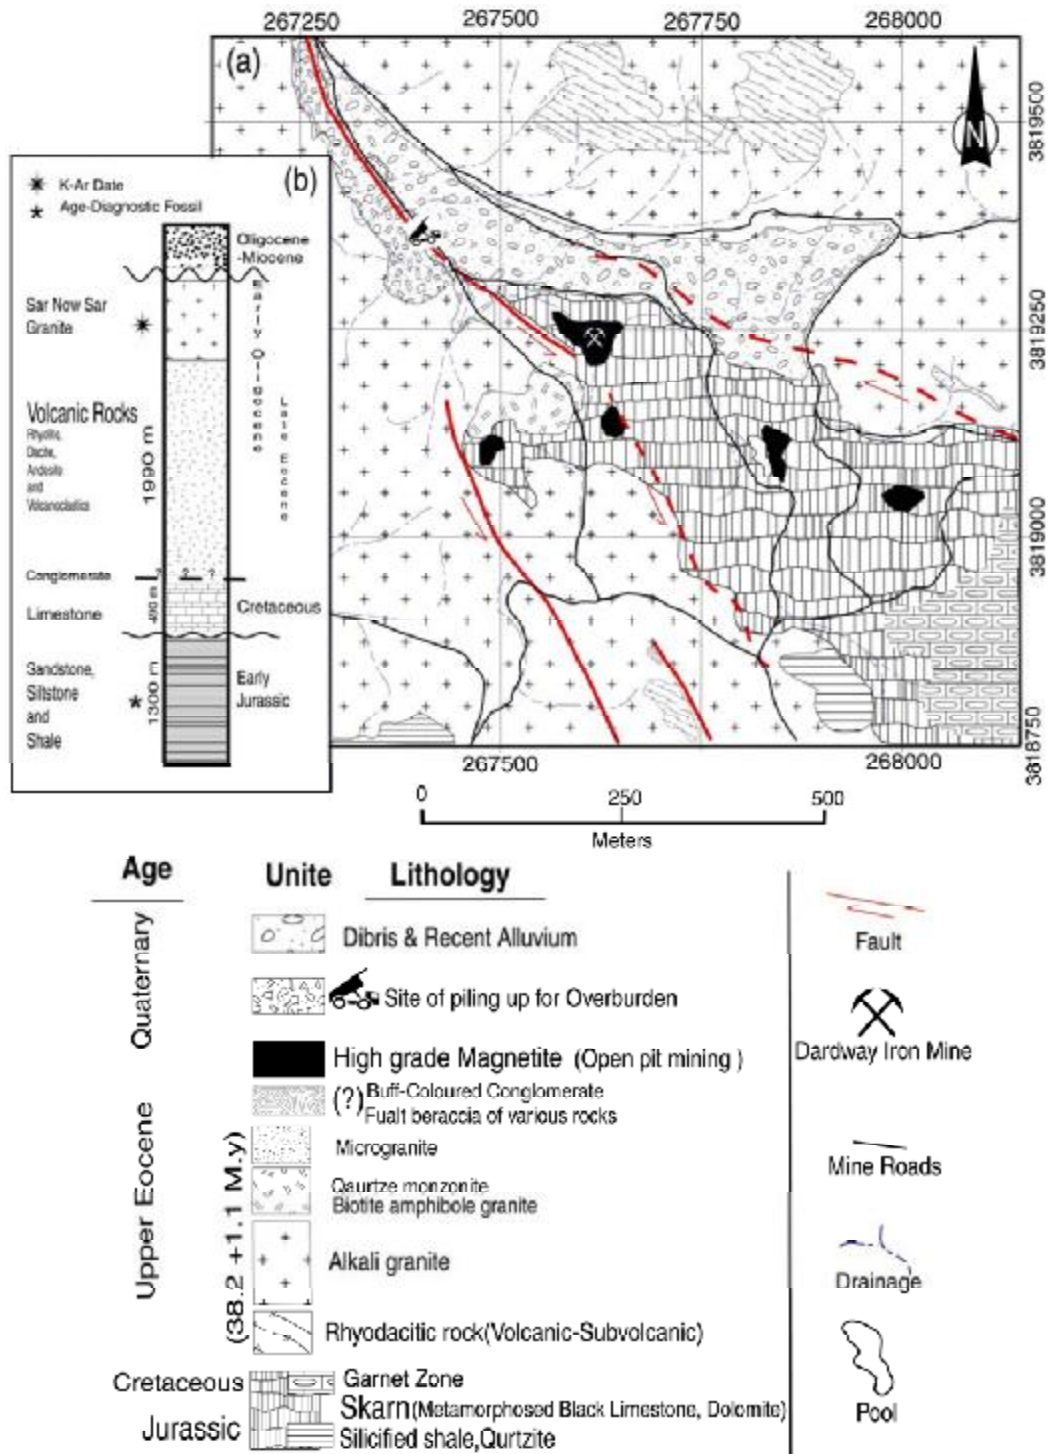 267250 267500 267750 268000
(a)
N
3819500
3819250
3819000
3818750
(b)
K-Ar Date
Age-Diagnostic Fossil
Oligocene
-Miocene
Sar Now Sar
Granite
Early Oligocene
Late Eocene
Volcanic Rocks
Rhyolite,
Dacite,
Andesite
and
Volcanoclastics
1990 m
Conglomerate
? ?
Limestone
Cretaceous
Sandstone,
Siltstone
and
Shale
1300 m
Early
Jurassic
267500 268000
0 250 500
Meters
Age Unite Lithology
Quaternary
Dibris & Recent Alluvium
Site of piling up for Overburden
High grade Magnetite (Open pit mining )
Upper Eocene
(38.2 +1.1 M.y)
(?) Buff-Coloured Conglomerate
Fualt beraccia of various rocks
Microgranite
Qaurtze monzonite
Biotite amphibole granite
Alkali granite
Rhyodacitic rock(Volcanic-Subvolcanic)
Cretaceous
Garnet Zone
Skarn(Metamorphosed Black Limestone, Dolomite)
Jurassic
Silicified shale,Qurtzite
Fault
Dardway Iron Mine
Mine Roads
Drainage
Pool